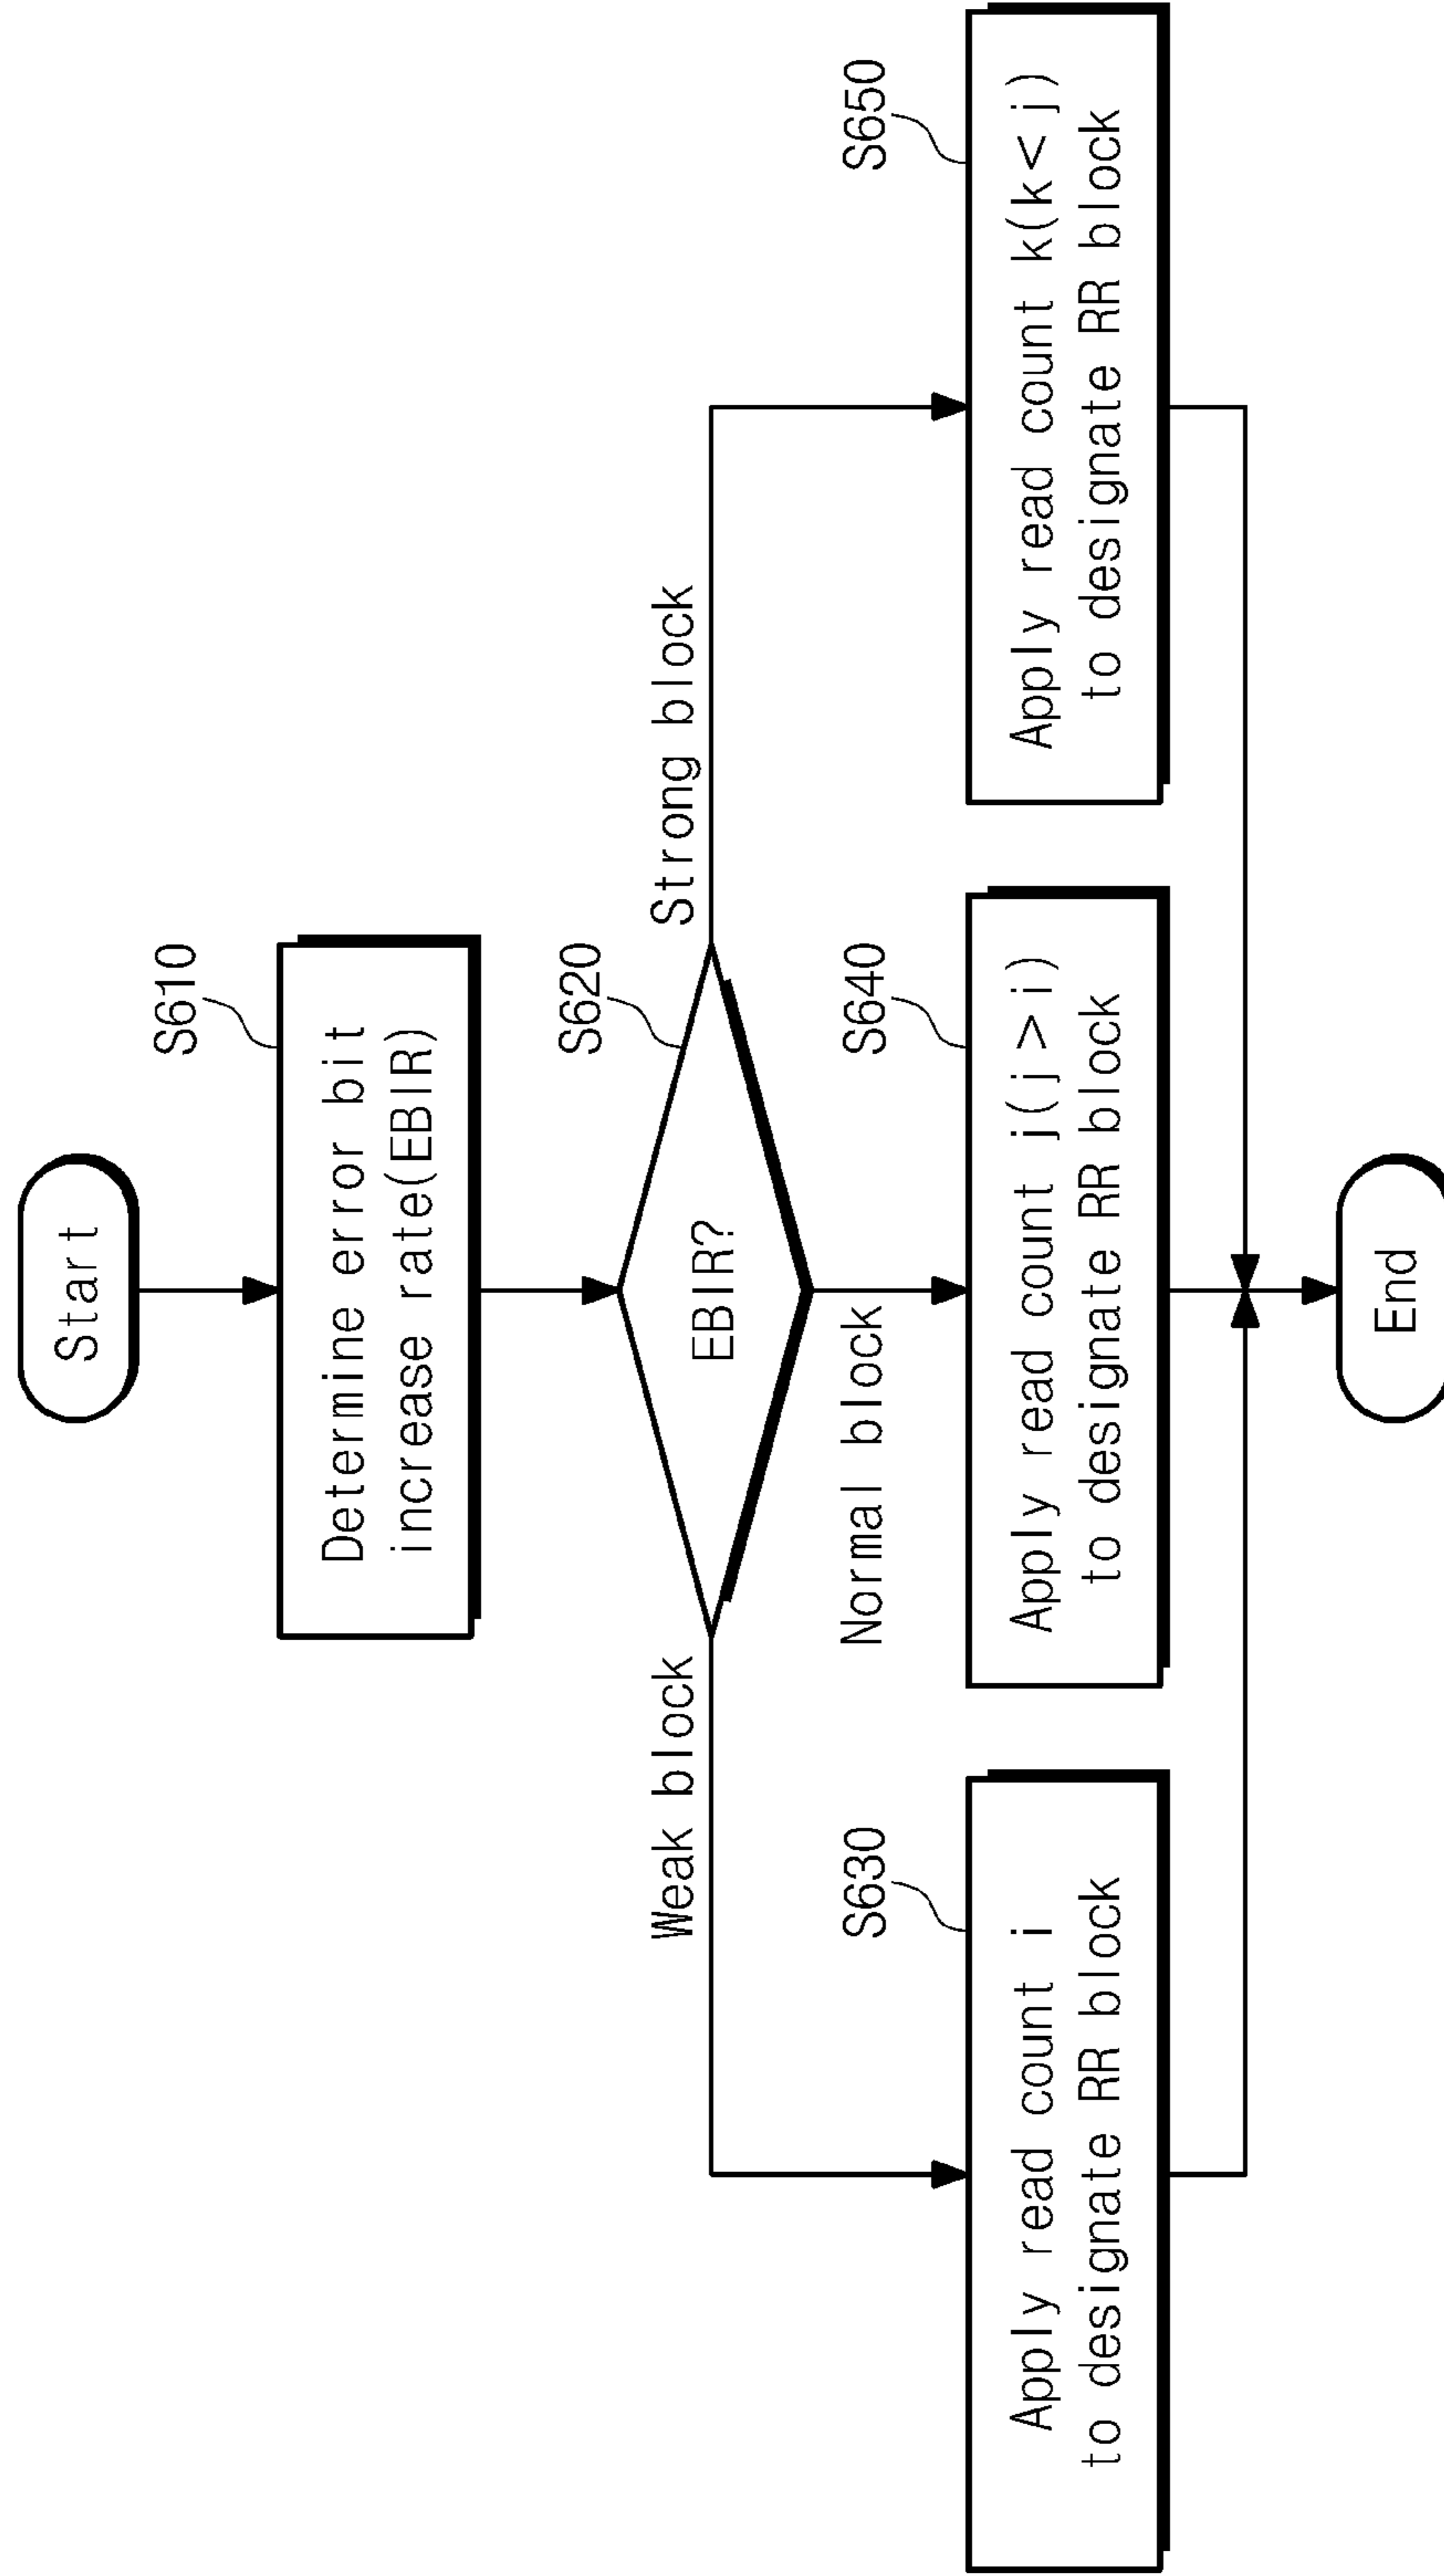 Start
S610
Determine error bit
increase rate(EBIR)
S620
EBIR?
Weak block
Strong block
Normal block
S630
Apply read count i
to designate RR block
S640
Apply read count j(j>i)
to designate RR block
S650
Apply read count k(k<j)
to designate RR block
End